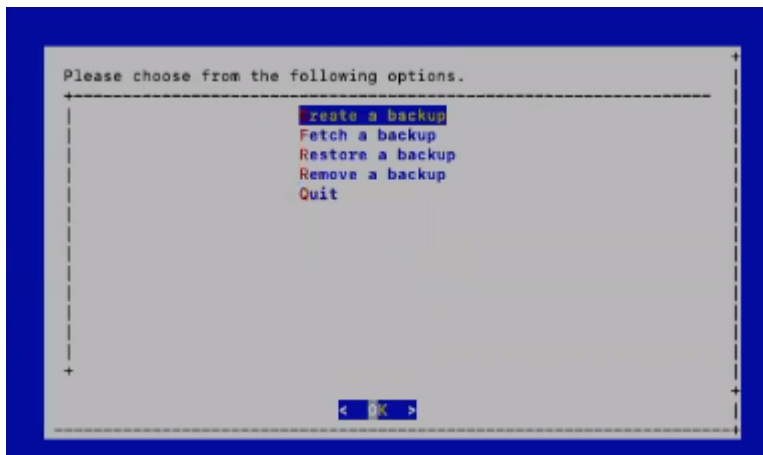 Please choose from the following options.
Create a backup
Fetch a backup
Restore a backup
Remove a backup
Quit
< OK >